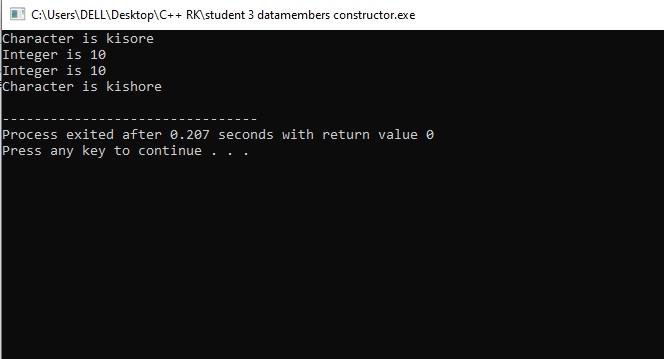 C:\Users\DELL\Desktop\C++ RK\student 3 datamembers constructor.exe
Character is kisore
Integer is 10
Integer is 10
Character is kishore
--------------------------------
Process exited after 0.207 seconds with return value 0
Press any key to continue . . .